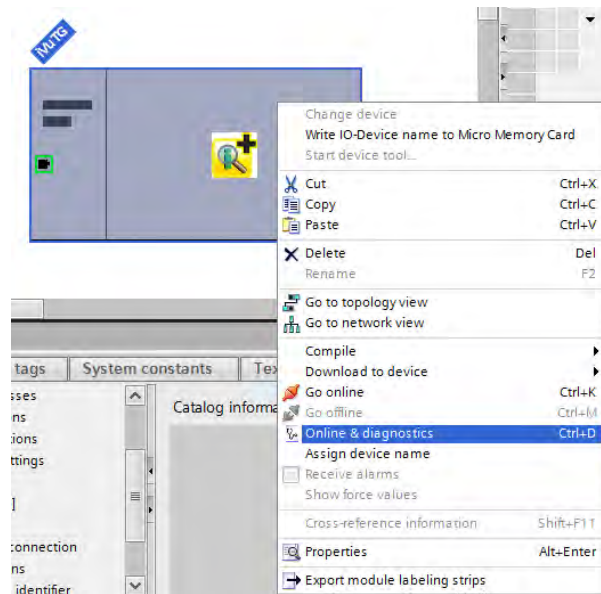 iVu TG
Change device
Write IO-Device name to Micro Memory Card
Start device tool...
Cut Ctrl+X
Copy Ctrl+C
Paste Ctrl+V
Delete Del
Rename F2
Go to topology view
Go to network view
Compile
Download to device
Go online Ctrl+K
Go offline Ctrl+M
Online & diagnostics Ctrl+D
Assign device name
Receive alarms
Show force values
Cross-reference information Shift+F11
Properties Alt+Enter
Export module labeling strips
tags System constants Tex
sses
Catalog informa
ns
tions
ttings
]
connection
ns
identifier